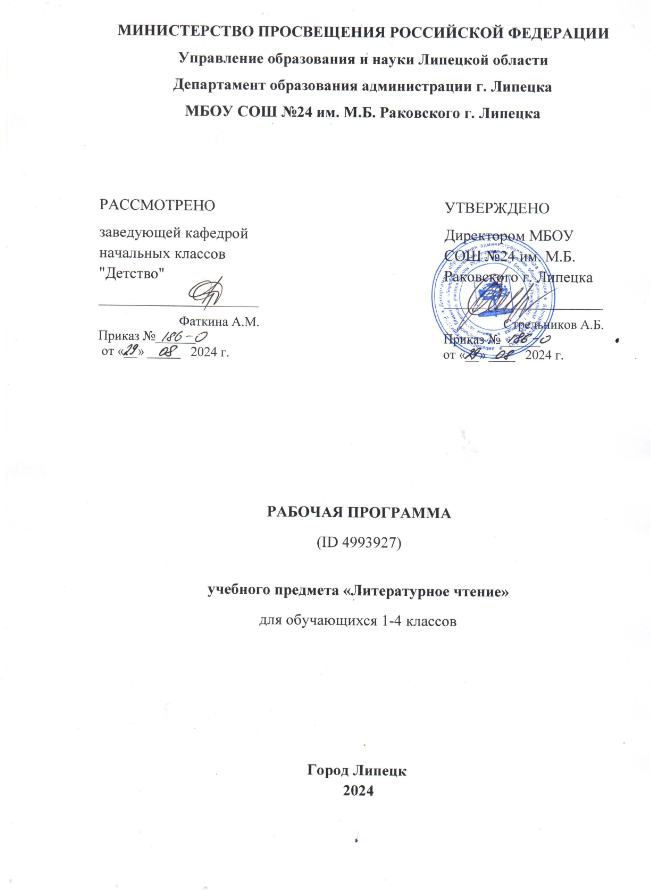 МИНИСТЕРСТВО ПРОСВЕЩЕНИЯ РОССИЙСКОЙ ФЕДЕРАЦИИ
Управление образования и науки Липецкой области
Департамент образования администрации г. Липецка
МБОУ СОШ №24 им. М.Б. Раковского г. Липецка
РАССМОТРЕНО
заведующей кафедрой
начальных классов
"Детство"
Фаткина А.М.
Приказ № 186-О
от «29» 08 2024 г.
УТВЕРЖДЕНО
Директором МБОУ
СОШ №24 им. М.Б.
Раковского г. Липецка
Стрельников А.Б.
Приказ № 186-О
от «29» 08 2024 г.
РАБОЧАЯ ПРОГРАММА
(ID 4993927)
учебного предмета «Литературное чтение»
для обучающихся 1-4 классов
Город Липецк
2024